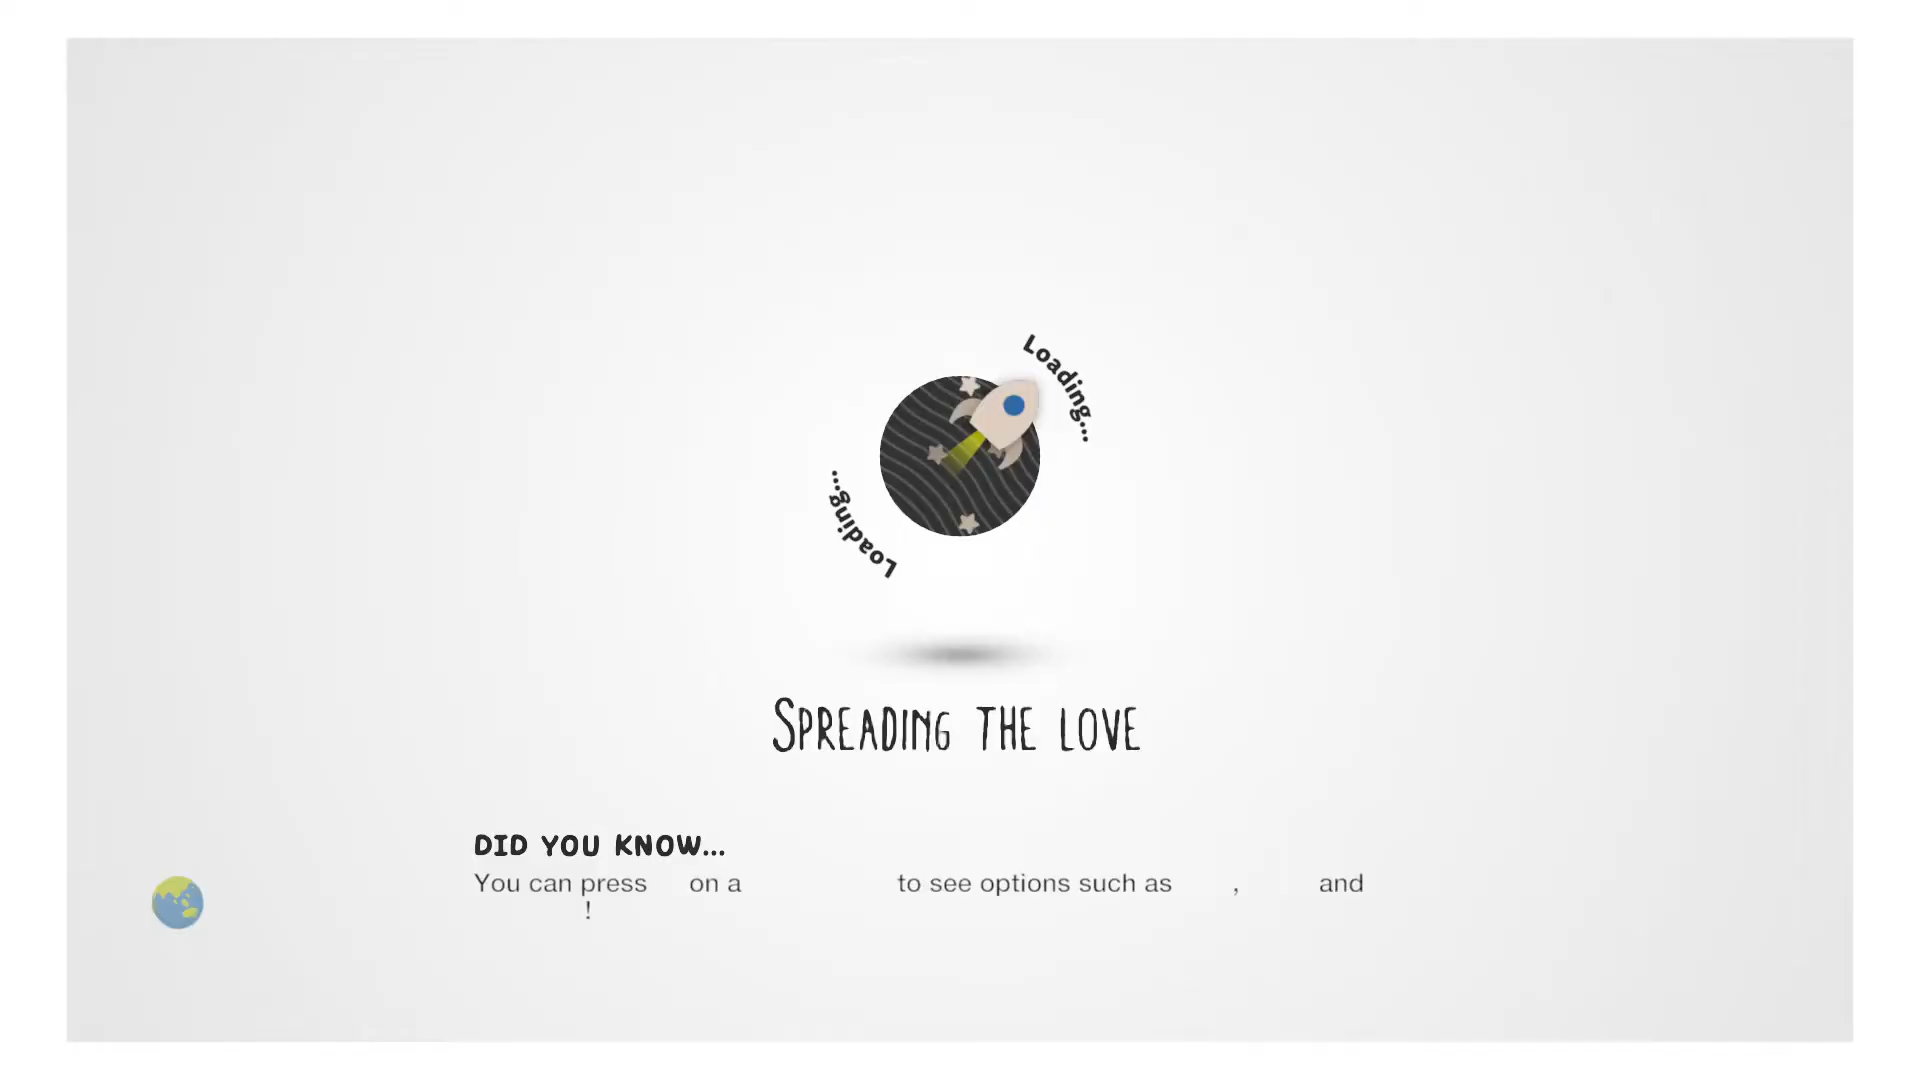 Loading...
Loading...
SPREADING THE LOVE
DID YOU KNOW...
You can press on a to see options such as , and
!